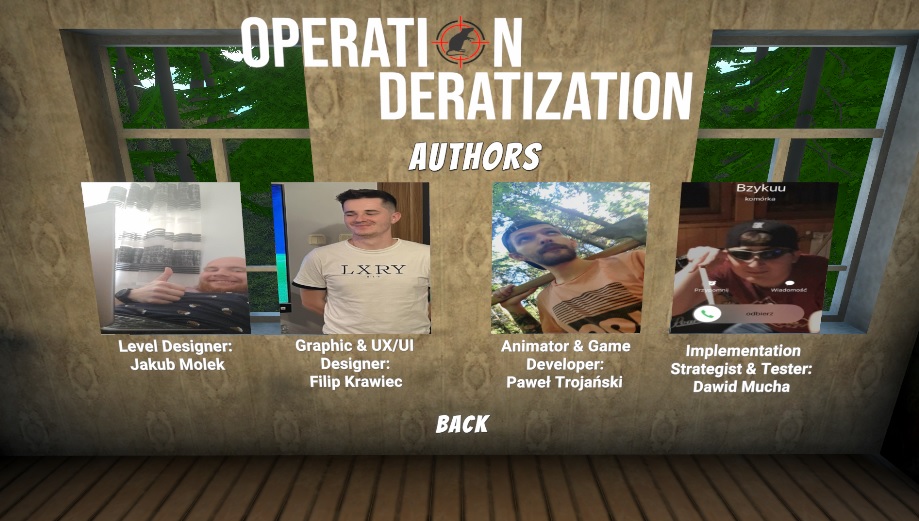 OPERATI N
DERATIZATION
AUTHORS
Bzykuu
komórka
LXRY
Przypomnij
Wiadomość
odbierz
Level Designer:
Jakub Molek
Graphic & UX/UI
Designer:
Filip Krawiec
Animator & Game
Developer:
Paweł Trojański
Implementation
Strategist & Tester:
Dawid Mucha
BACK